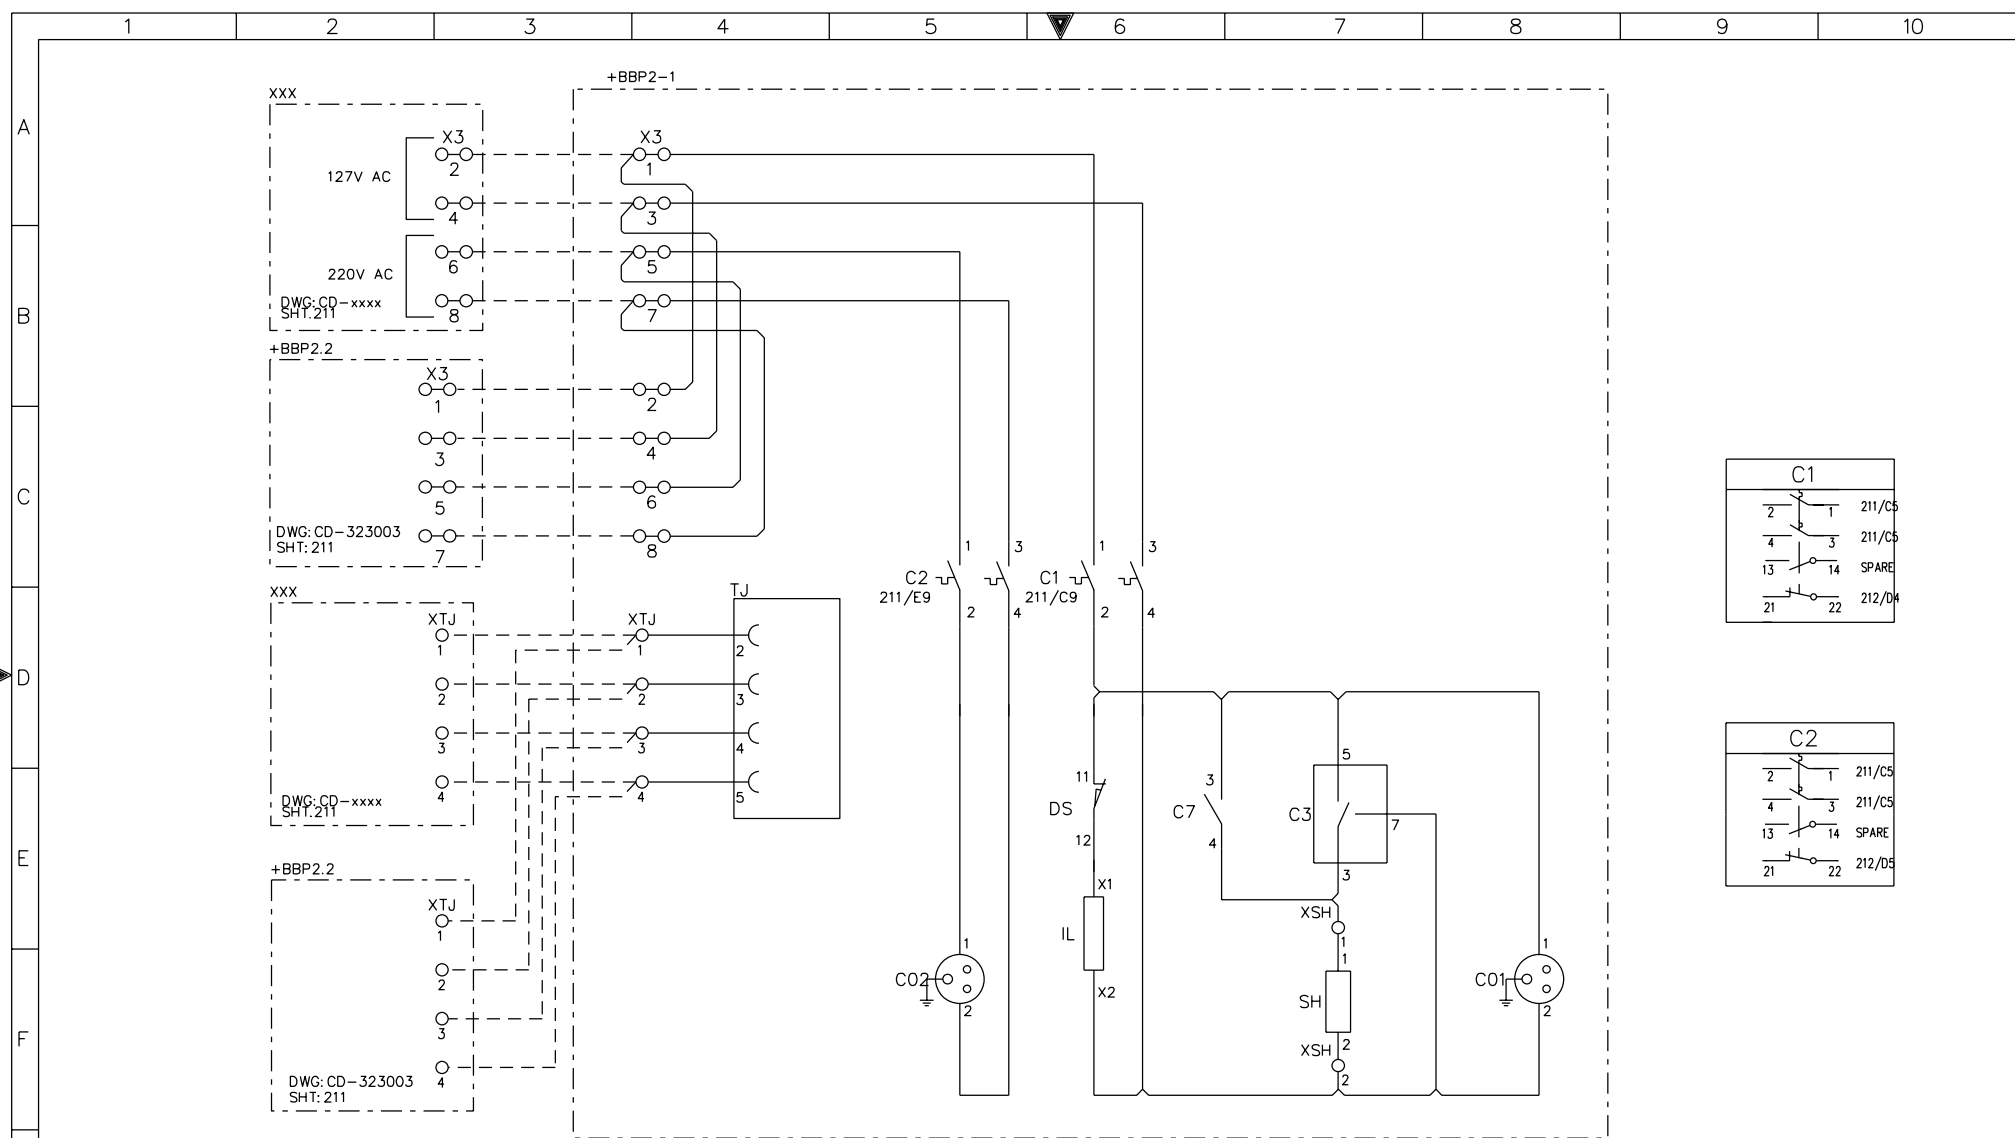 1 2 3 4 5 6 7 8 9 10
+BBP2-1
XXX
A
X3
X3
2
1
127V AC
4
3
6
5
220V AC
DWG:CD-xxxx
SHT.211
8
7
B
+BBP2.2
X3
1
2
3
4
5
6
C
DWG:CD-323003
SHT:211
7
8
C1
2 1 211/C5
4 3 211/C5
13 14 SPARE
21 22 212/D4
1 3 1 3
C2
211/E9
C1
211/C9
2 4 2 4
XXX
TJ
XTJ
XTJ
1
1
2
D
2
2
3
3
3
4
4
4
5
DWG:CD-xxxx
SHT.211
C2
2 1 211/C5
4 3 211/C5
13 14 SPARE
21 22 212/D5
5
11
DS
12
3
C7
4
C3
7
3
E
+BBP2.2
XTJ
1
2
3
4
DWG:CD-323003
SHT:211
X1
IL
X2
XSH
1
1
SH
2
XSH
2
1
C02
2
1
C01
2
F